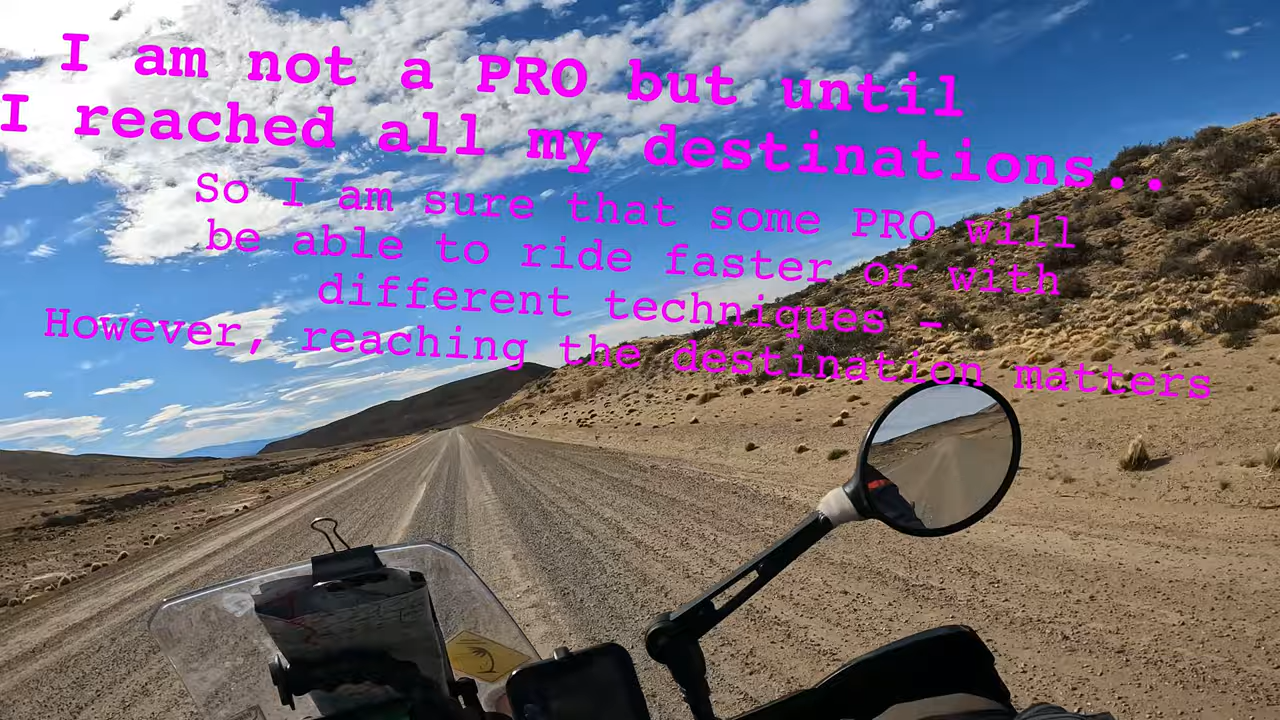 I am not a PRO but until
I reached all my destinations..
So I am sure that some PRO will
be able to ride faster or with
different techniques -
However, reaching the destination matters